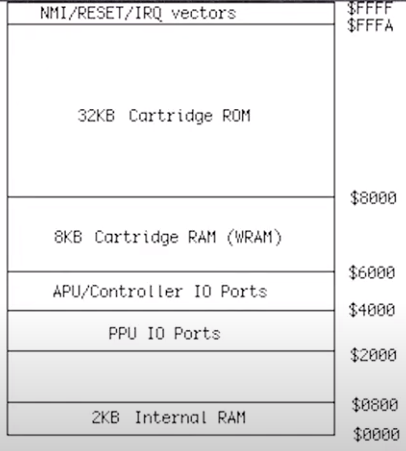 NMI/RESET/IRQ vectors $FFFF
$FFFA
32KB Cartridge ROM
$8000
8KB Cartridge RAM (WRAM)
$6000
APU/Controller IO Ports
$4000
PPU IO Ports
$2000
$0800
2KB Internal RAM
$0000